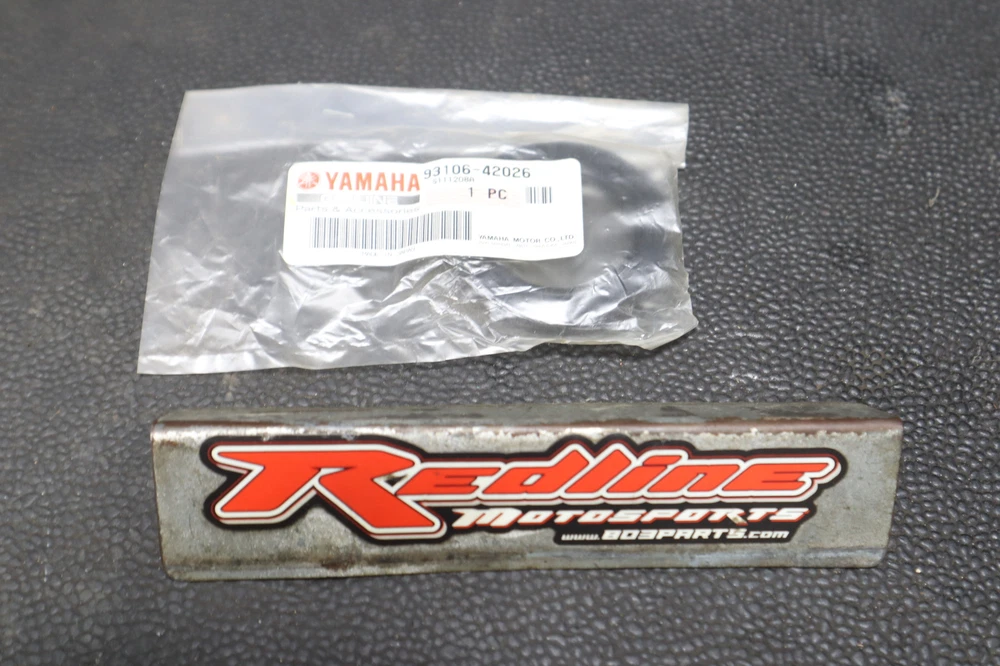 YAMAHA 93106-42026
1 PC
Parts & Accessories
YAMAHA MOTOR CO.,LTD.
Redline
MOTOSPORTS
www.803PARTS.com